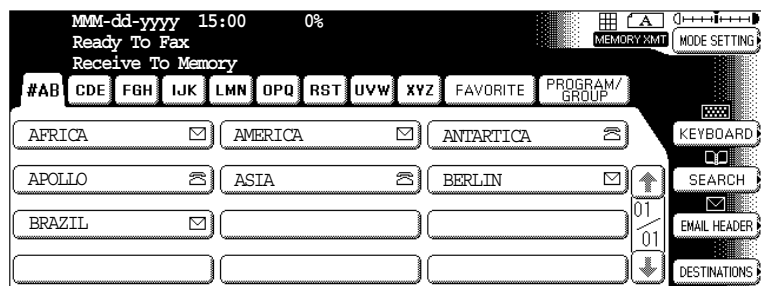 MMM-dd-yyyy 15:00 0% A
Ready To Fax MEMORY XMT MODE SETTING
Receive To Memory
#AB CDE FGH IJK LMN OPQ RST UVW XYZ FAVORITE PROGRAM/
GROUP
AFRICA AMERICA ANTARTICA KEYBOARD
APOLLO ASIA BERLIN SEARCH
BRAZIL 01 EMAIL HEADER
01
DESTINATIONS